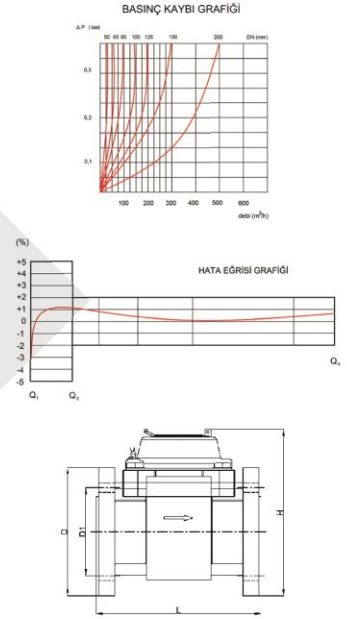 BASINÇ KAYBI GRAFİĞİ
Δ P ( bar)
50 65 80 100 125 150 200 DN (mm)
0,3
0,2
0,1
100 200 300 400 500 600
debi (m³/h)
(%)
HATA EĞRİSİ GRAFİĞİ
+5
+4
+3
+2
+1
0
-1
-2
-3
-4
-5
Q₁ Q₂ Q₄
D
D1
H
L